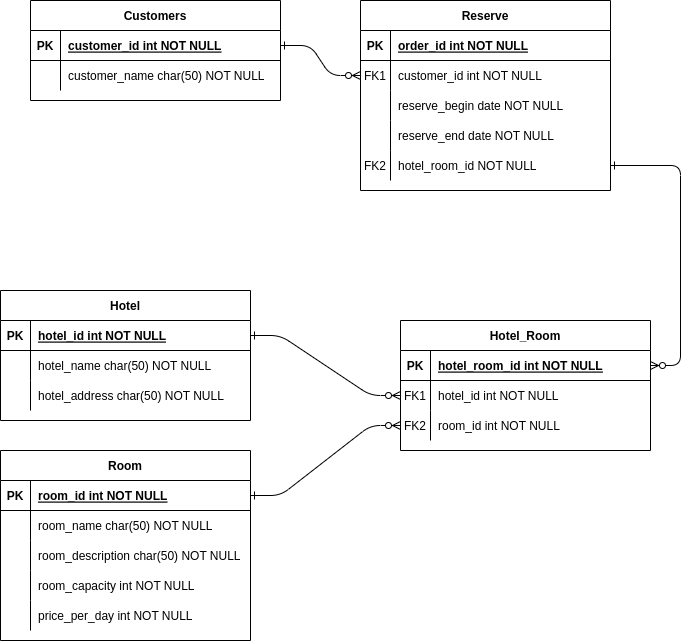 Customers
PK customer_id int NOT NULL
customer_name char(50) NOT NULL
Reserve
PK order_id int NOT NULL
FK1 customer_id int NOT NULL
reserve_begin date NOT NULL
reserve_end date NOT NULL
FK2 hotel_room_id NOT NULL
Hotel
PK hotel_id int NOT NULL
hotel_name char(50) NOT NULL
hotel_address char(50) NOT NULL
Hotel_Room
PK hotel_room_id int NOT NULL
FK1 hotel_id int NOT NULL
FK2 room_id int NOT NULL
Room
PK room_id int NOT NULL
room_name char(50) NOT NULL
room_description char(50) NOT NULL
room_capacity int NOT NULL
price_per_day int NOT NULL